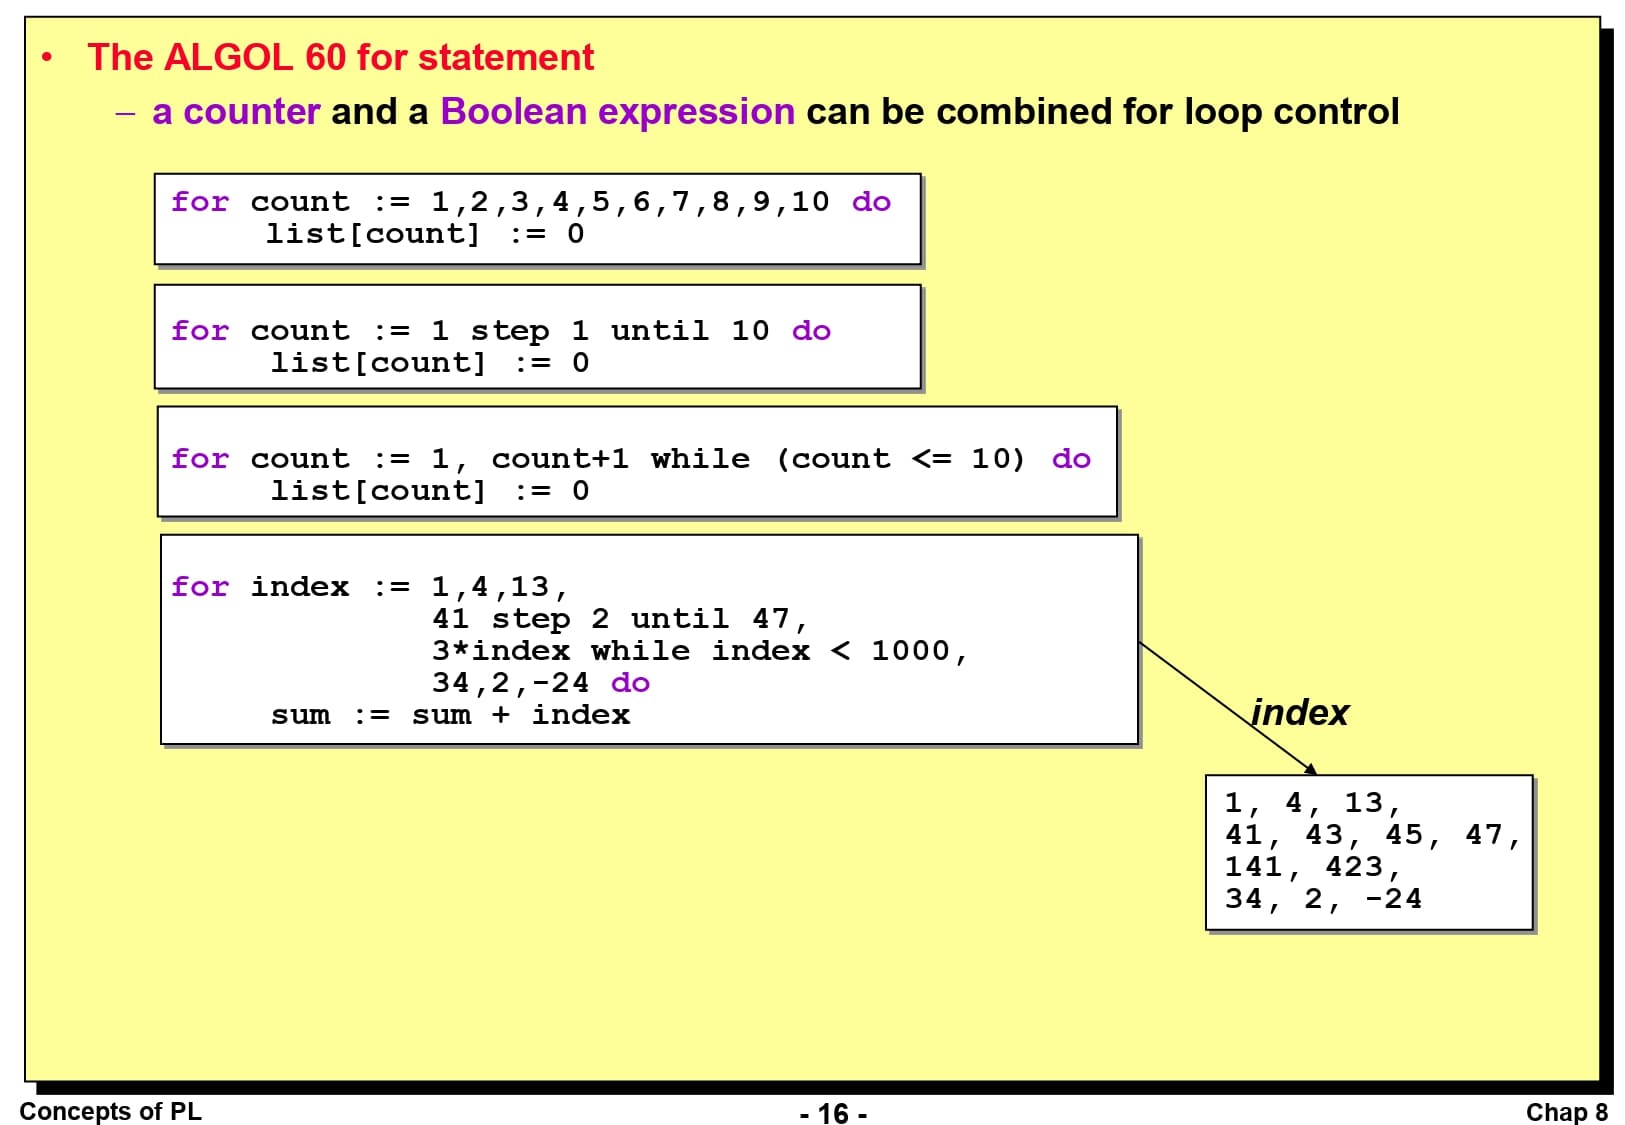 • The ALGOL 60 for statement
– a counter and a Boolean expression can be combined for loop control
for count := 1,2,3,4,5,6,7,8,9,10 do
list[count] := 0
for count := 1 step 1 until 10 do
list[count] := 0
for count := 1, count+1 while (count <= 10) do
list[count] := 0
for index := 1,4,13,
41 step 2 until 47,
3*index while index < 1000,
34,2,-24 do
sum := sum + index
index
1, 4, 13,
41, 43, 45, 47,
141, 423,
34, 2, -24
Concepts of PL
- 16 -
Chap 8